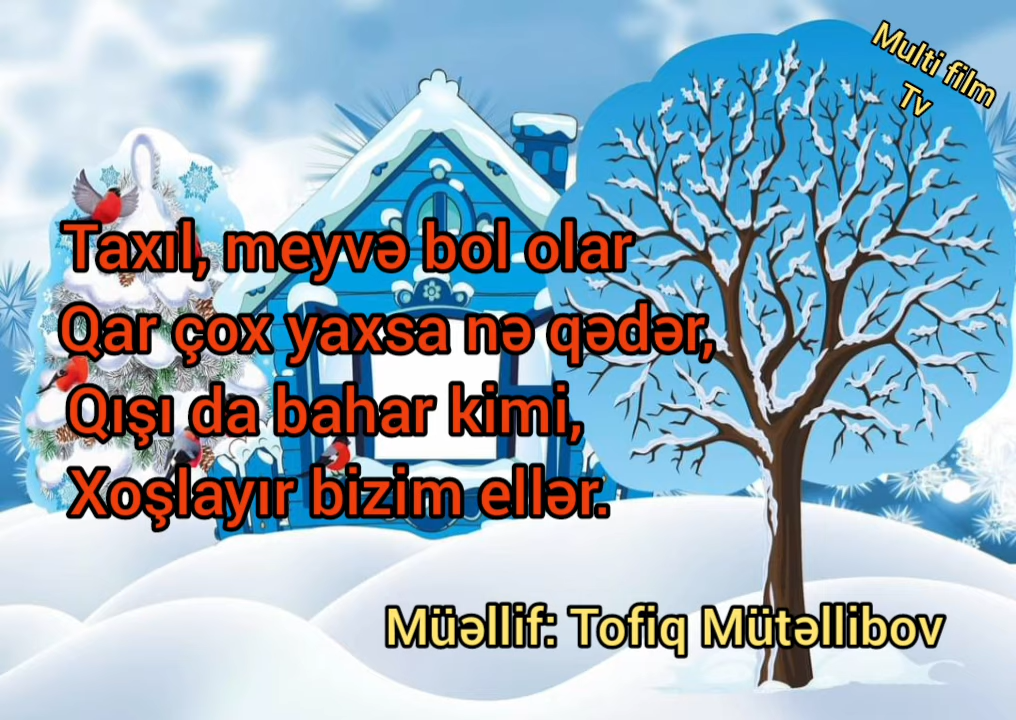 Multi film
Tv
Taxıl, meyvə bol olar
Qar çox yaxsa nə qədər,
Qışı da bahar kimi,
Xoşlayır bizim ellər.
Müəllif: Tofiq Mütəllibov